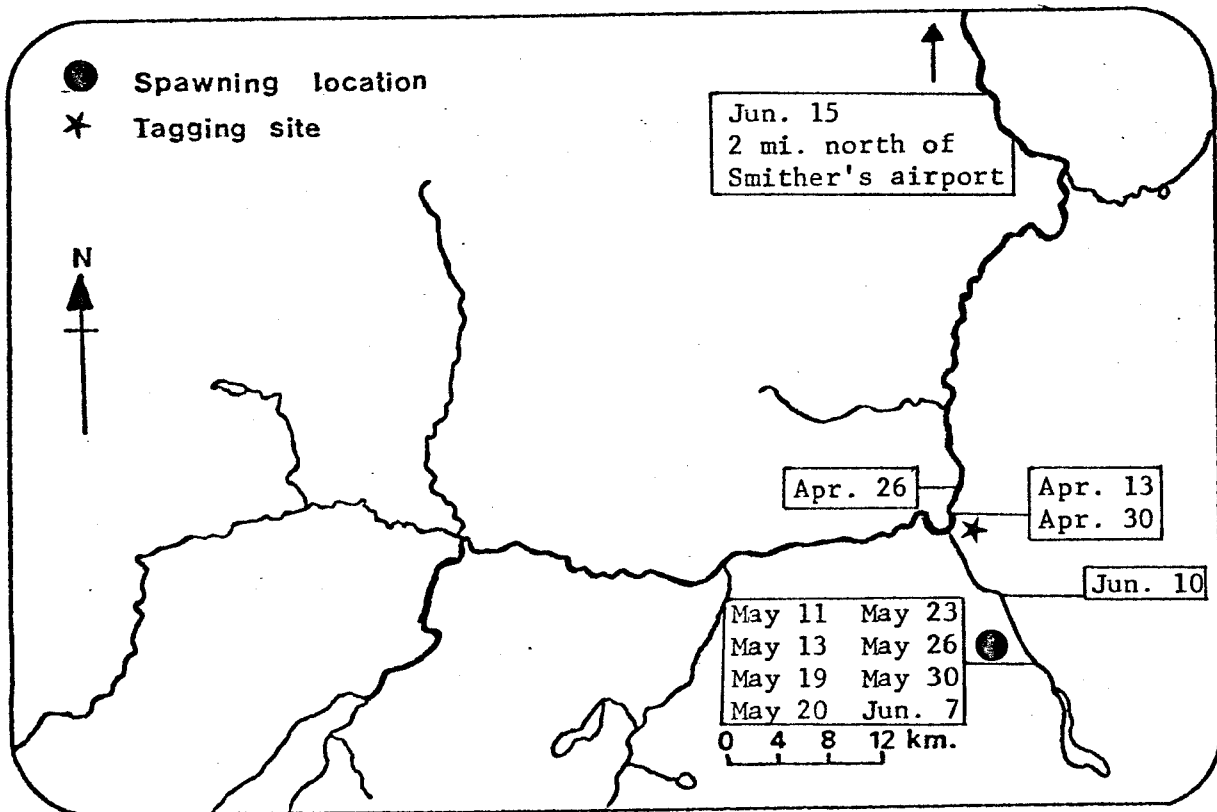 Spawning location
Tagging site
Jun. 15
2 mi. north of
Smither's airport
N
Apr. 26
Apr. 13
Apr. 30
Jun. 10
May 11 May 23
May 13 May 26
May 19 May 30
May 20 Jun. 7
0 4 8 12 km.